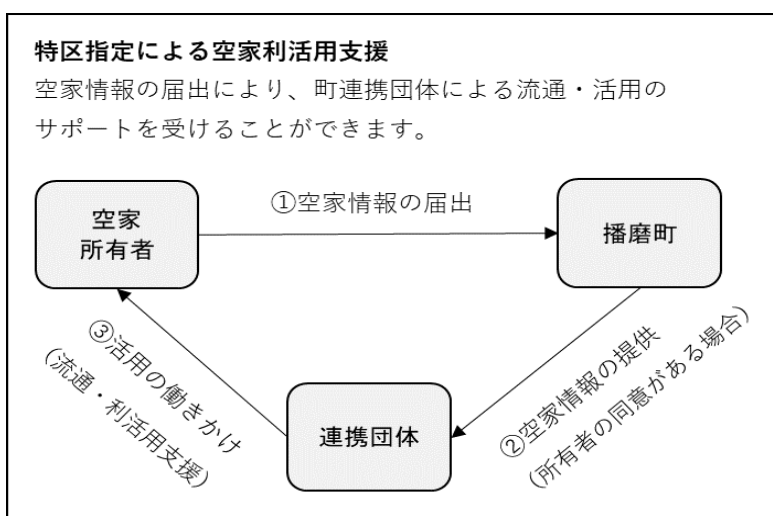 特区指定による空家利活用支援
空家情報の届出により、町連携団体による流通・活用の
サポートを受けることができます。
①空家情報の届出
空家
所有者
播磨町
③活用の働きかけ
(流通・利活用支援)
②空家情報の提供
(所有者の同意がある場合)
連携団体